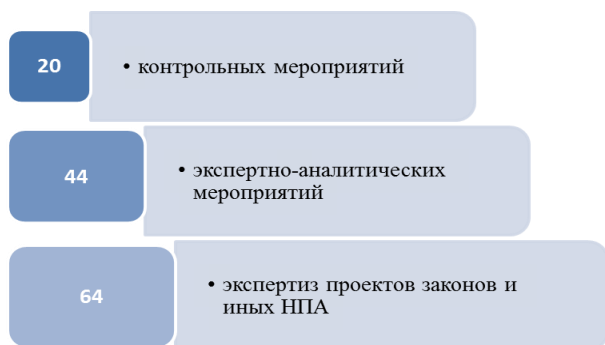 20
• контрольных мероприятий
44
• экспертно-аналитических
мероприятий
64
• экспертиз проектов законов и
иных НПА